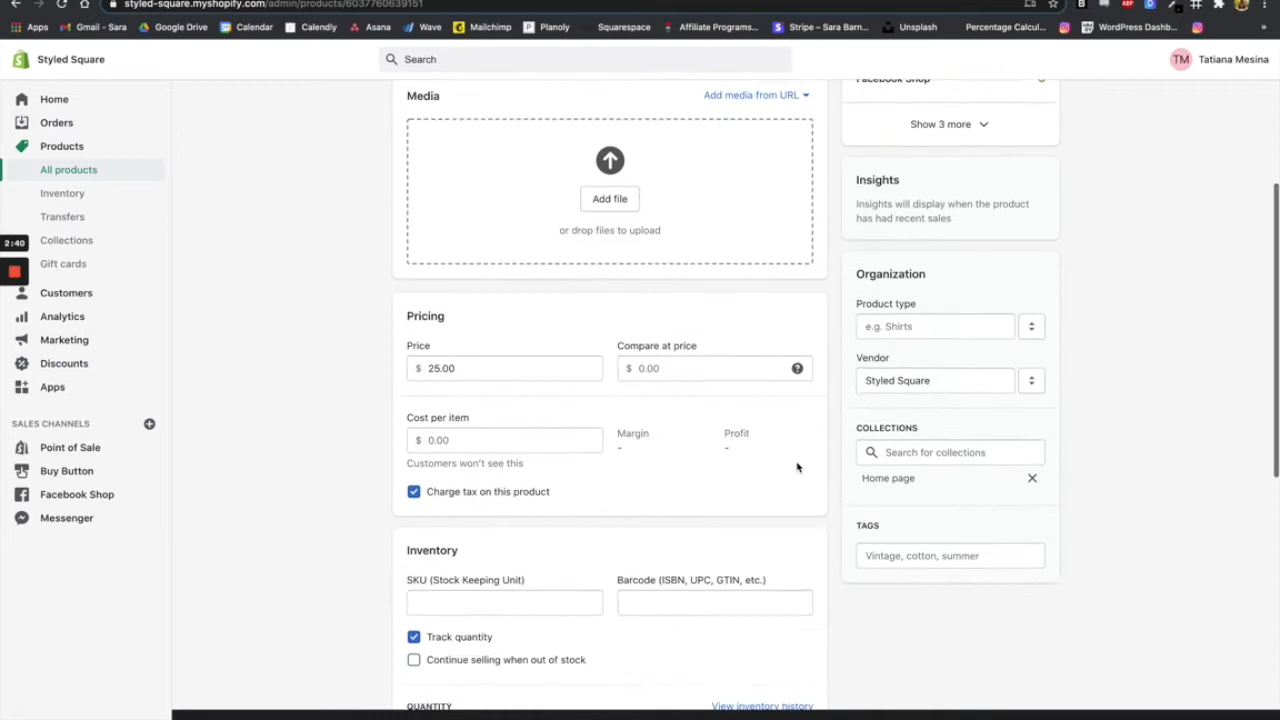 styled-square.myshopify.com/admin/products/6037760639151
Apps
Gmail - Sara
Google Drive
Calendar
Calendly
Asana
Wave
Mailchimp
Planoly
Squarespace
Affiliate Programs...
Stripe – Sara Barn...
Unsplash
Percentage Calcul...
WordPress Dashb...
»
Styled Square
Search
TM
Tatiana Mesina
Home
Orders
Products
All products
Inventory
Transfers
Collections
Gift cards
2:40
Customers
Analytics
Marketing
Discounts
Apps
SALES CHANNELS
Point of Sale
Buy Button
Facebook Shop
Messenger
Media
Add media from URL
Add file
or drop files to upload
Pricing
Price
Compare at price
$ 25.00
$ 0.00
Cost per item
$ 0.00
Margin
-
Profit
-
Customers won't see this
Charge tax on this product
Inventory
SKU (Stock Keeping Unit)
Barcode (ISBN, UPC, GTIN, etc.)
Track quantity
Continue selling when out of stock
QUANTITY
View inventory history
Facebook Shop
Show 3 more
Insights
Insights will display when the product
has had recent sales
Organization
Product type
e.g. Shirts
Vendor
Styled Square
COLLECTIONS
Search for collections
Home page
TAGS
Vintage, cotton, summer